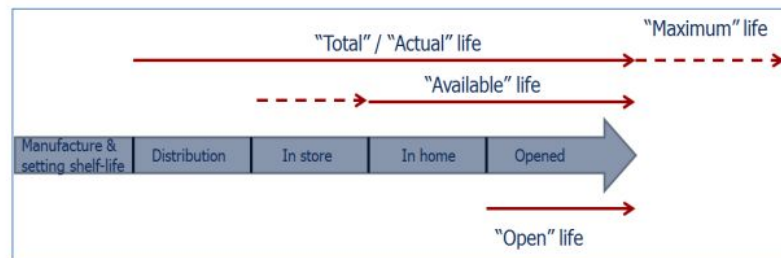 "Maximum" life
"Total" / "Actual" life
"Available" life
Manufacture &
setting shelf-life
Distribution
In store
In home
Opened
"Open" life